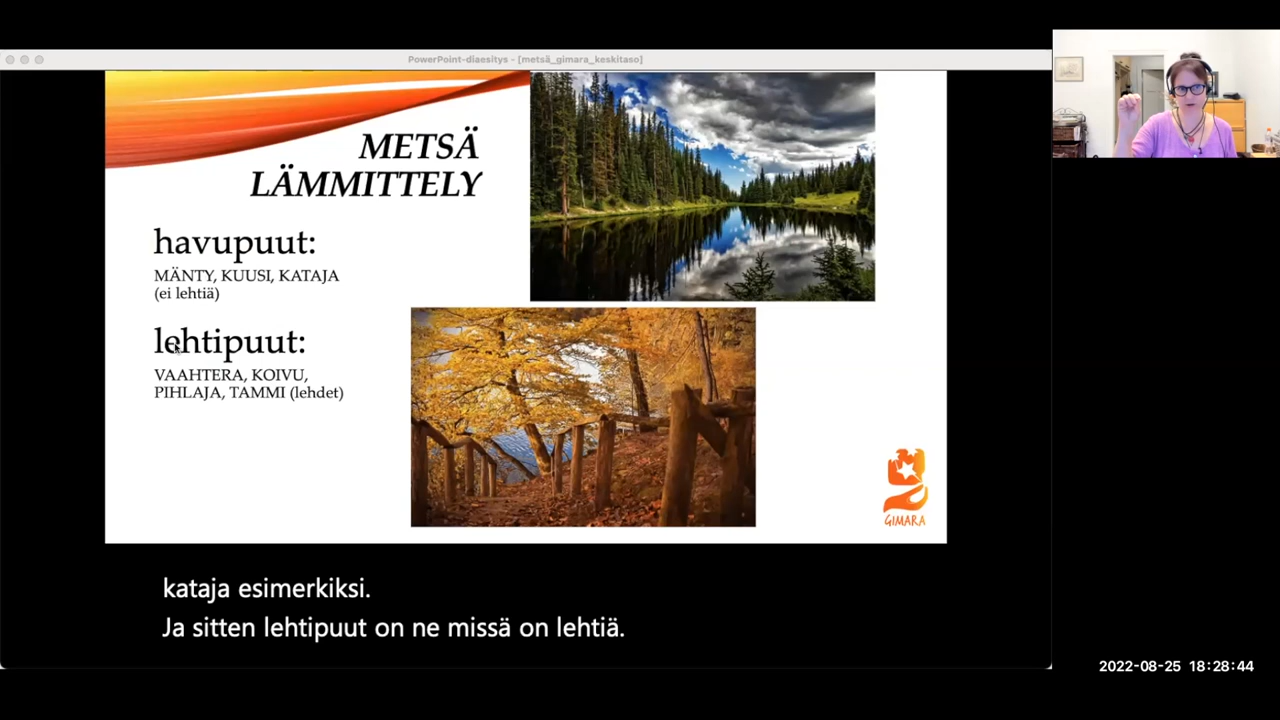 PowerPoint-diaesitys - [metsä_gimara_keskitaso]
METSÄ
LÄMMITTELY
havupuut:
MÄNTY, KUUSI, KATAJA
(ei lehtiä)
lehtipuut:
VAAHTERA, KOIVU,
PIHLAJA, TAMMI (lehdet)
GIMARA
kataja esimerkiksi.
Ja sitten lehtipuut on ne missä on lehtiä.
2022-08-25 18:28:44